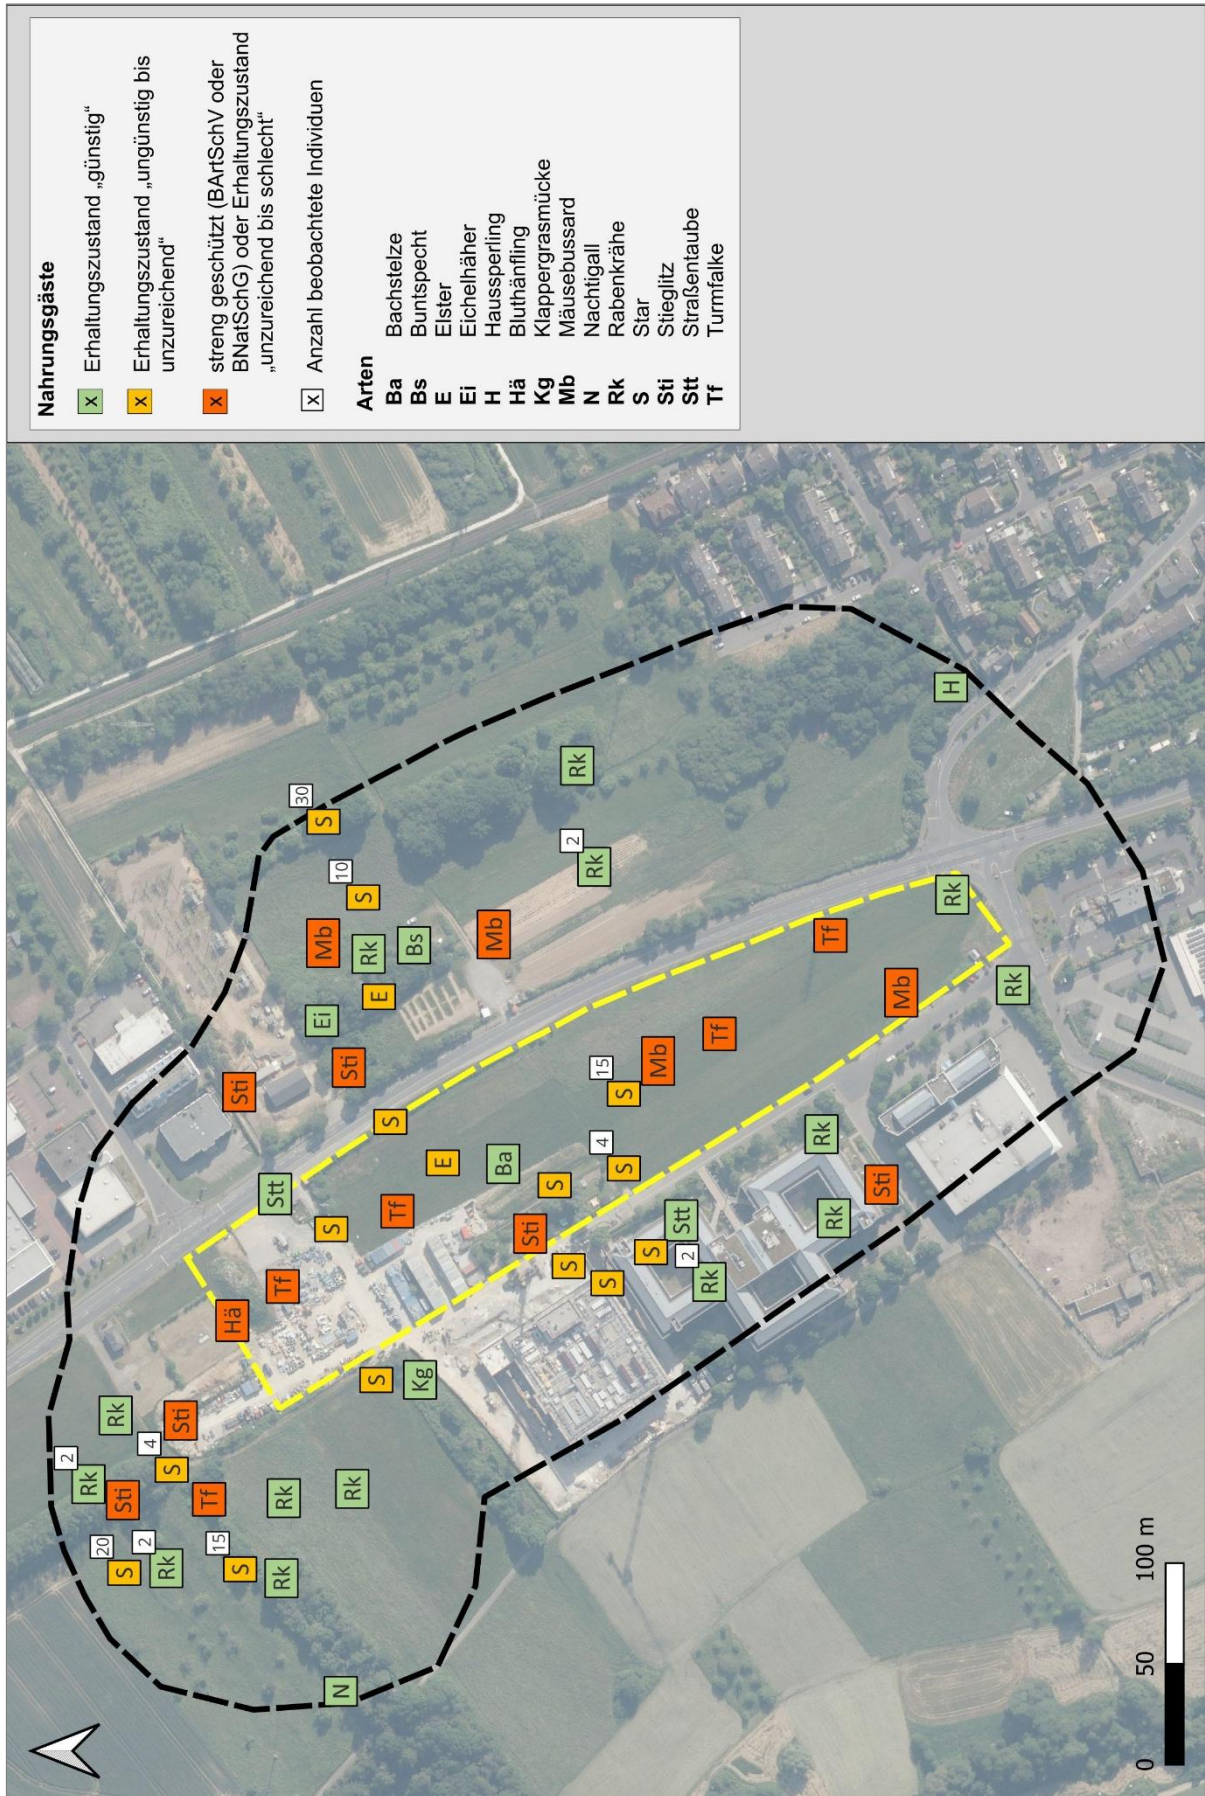 2
Rk
20
Rk
Sti
S
2
4
Rk
S
Sti
Tf
15
Hä
S
Sti
Stt
Rk
Tf
Rk
30
Ei
Mb
S
S
N
10
Sti
Rk
S
Rk
S
E
S
Tf
Bs
Kg
E
Mb
Ba
Sti
S
S
2
Rk
Rk
4
15
S
S
S
S
Mb
Stt
2
Rk
Tf
Rk
Tf
Rk
Sti
Mb
H
Rk
Rk
0 50 100 m
Nahrungsgäste
x Erhaltungszustand „günstig“
x Erhaltungszustand „ungünstig bis
unzureichend“
x streng geschützt (BArtSchV oder
BNatSchG) oder Erhaltungszustand
„unzureichend bis schlecht“
x Anzahl beobachtete Individuen
Arten
Ba Bachstelze
Bs Buntspecht
E Elster
Ei Eichelhäher
H Haussperling
Hä Bluthänfling
Kg Klappergrasmücke
Mb Mäusebussard
N Nachtigall
Rk Rabenkrähe
S Star
Sti Stieglitz
Stt Straßentaube
Tf Turmfalke